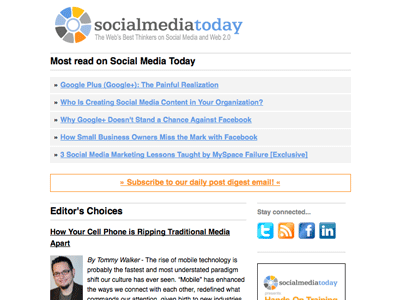 socialmediatoday
The Web's Best Thinkers on Social Media and Web 2.0
Most read on Social Media Today
» Google Plus (Google+): The Painful Realization
» Who Is Creating Social Media Content in Your Organization?
» Why Google+ Doesn't Stand a Chance Against Facebook
» How Small Business Owners Miss the Mark with Facebook
» 3 Social Media Marketing Lessons Taught by MySpace Failure [Exclusive]
» Subscribe to our daily post digest email! »
Editor's Choices
How Your Cell Phone is Ripping Traditional Media
Apart
By Tommy Walker - The rise of mobile technology is
probably the fastest and most understated paradigm
shift our culture has ever seen. "Mobile" has enhanced
the ways we connect with each other, redefined what
commands our attention, given birth to new industries
Stay connected...
socialmediatoday
Hands-On Training